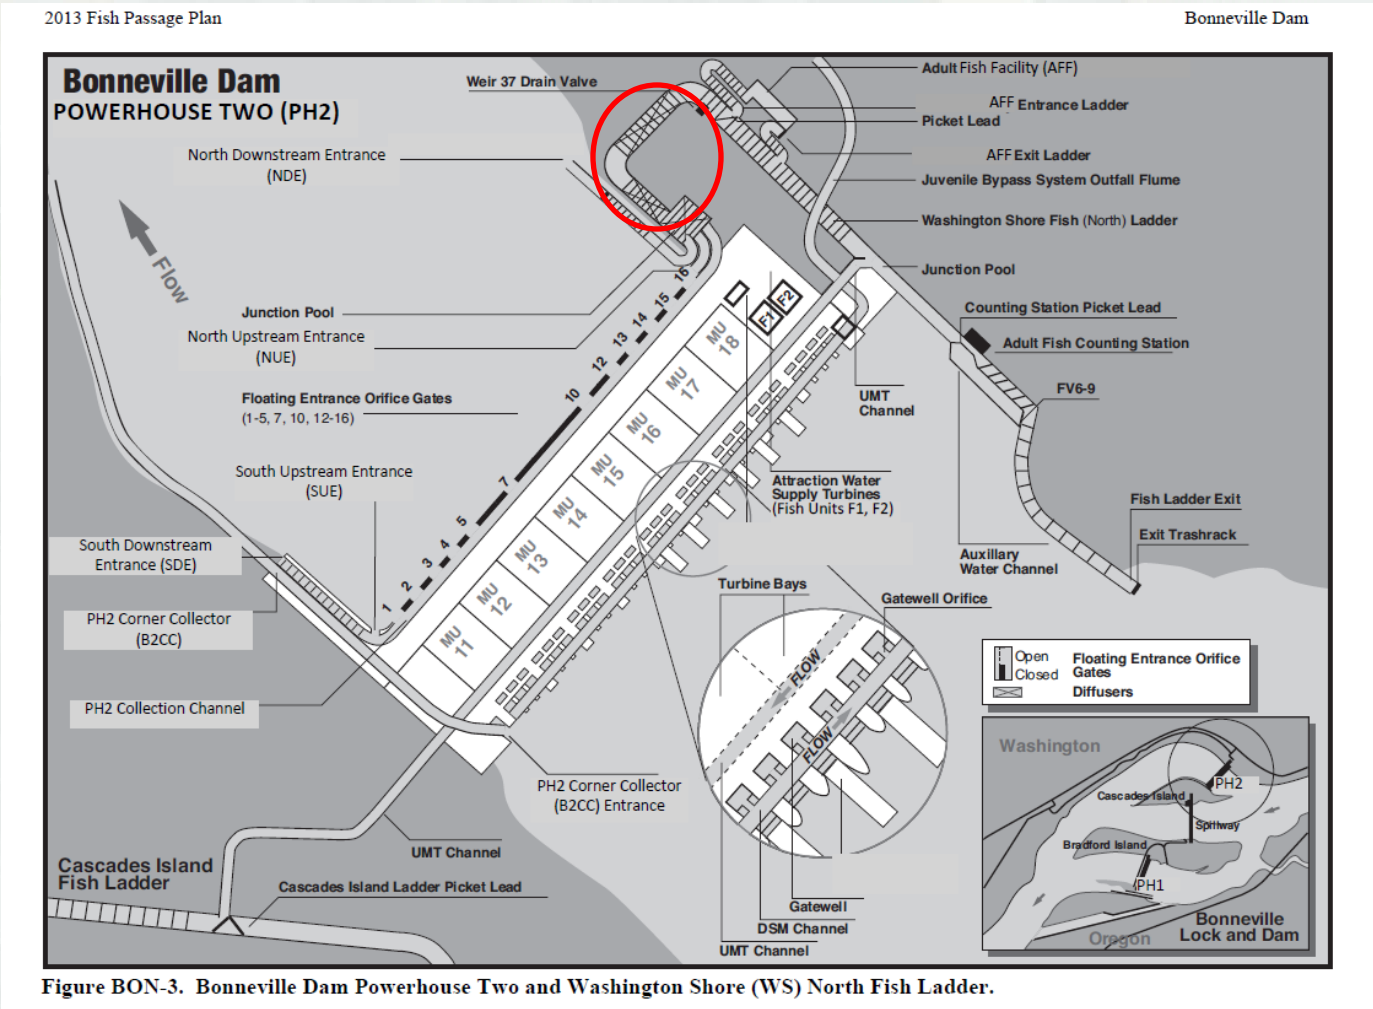 2013 Fish Passage Plan
Bonneville Dam
Bonneville Dam
POWERHOUSE TWO (PH2)
Weir 37 Drain Valve
Adult Fish Facility (AFF)
AFF Entrance Ladder
Picket Lead
AFF Exit Ladder
Juvenile Bypass System Outfall Flume
Washington Shore Fish (North) Ladder
Junction Pool
Counting Station Picket Lead
Adult Fish Counting Station
FV6-9
North Downstream Entrance
(NDE)
Flow
Junction Pool
North Upstream Entrance
(NUE)
Floating Entrance Orifice Gates
(1-5, 7, 10, 12-16)
South Upstream Entrance
(SUE)
South Downstream
Entrance (SDE)
PH2 Corner Collector
(B2CC)
PH2 Collection Channel
16
15
14
13
12
10
7
5
4
3
2
1
F2
F1
MU
18
MU
17
MU
16
MU
15
MU
14
MU
13
MU
12
MU
11
UMT
Channel
Attraction Water
Supply Turbines
(Fish Units F1, F2)
Auxillary
Water Channel
Fish Ladder Exit
Exit Trashrack
Turbine Bays
Gatewell Orifice
FLOW
FLOW
Gatewell
DSM Channel
UMT Channel
PH2 Corner Collector
(B2CC) Entrance
UMT Channel
Cascades Island
Fish Ladder
Cascades Island Ladder Picket Lead
Open
Closed
Floating Entrance Orifice
Gates
Diffusers
Washington
PH2
Cascades Island
Spillway
Bradford Island
PH1
Bonneville
Lock and Dam
Oregon
Figure BON-3. Bonneville Dam Powerhouse Two and Washington Shore (WS) North Fish Ladder.